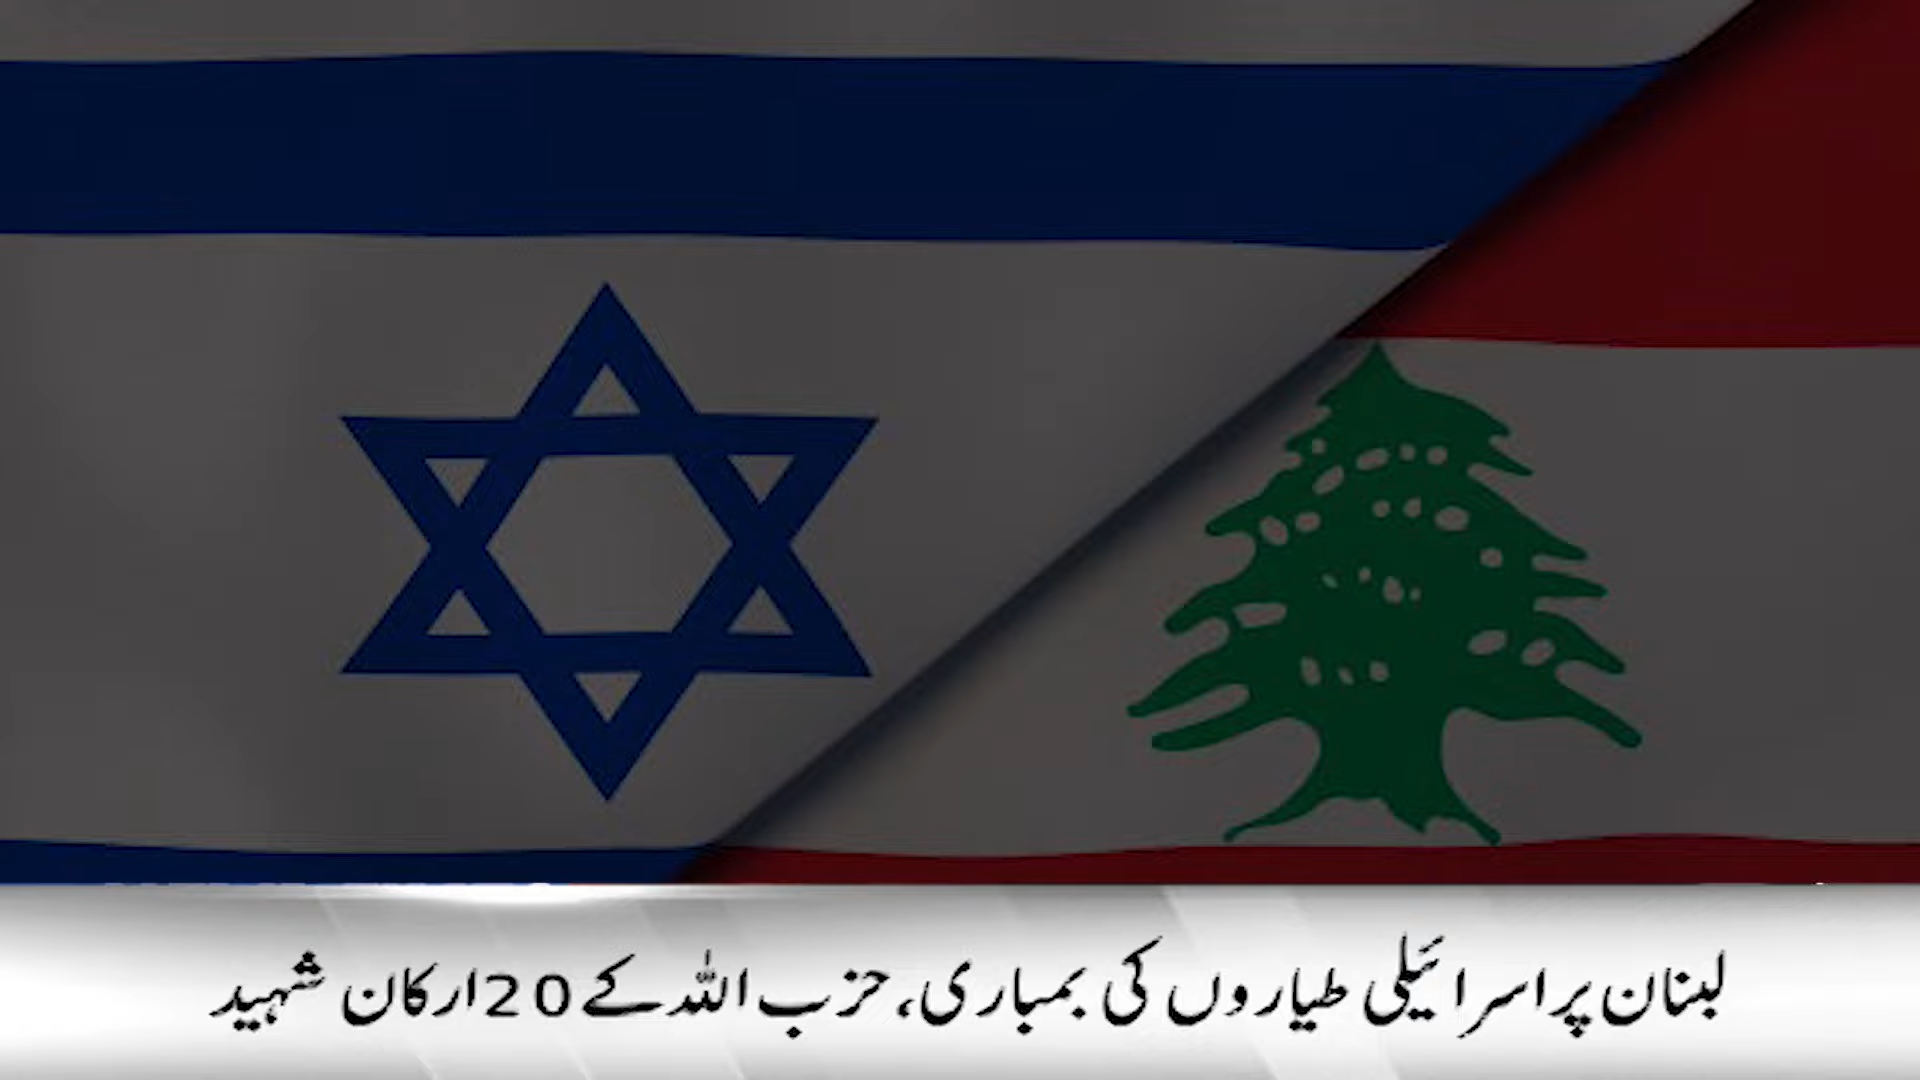 لبنان پر اسرائیلی طیاروں کی بمباری، حزب اللہ کے 20 ارکان شہید